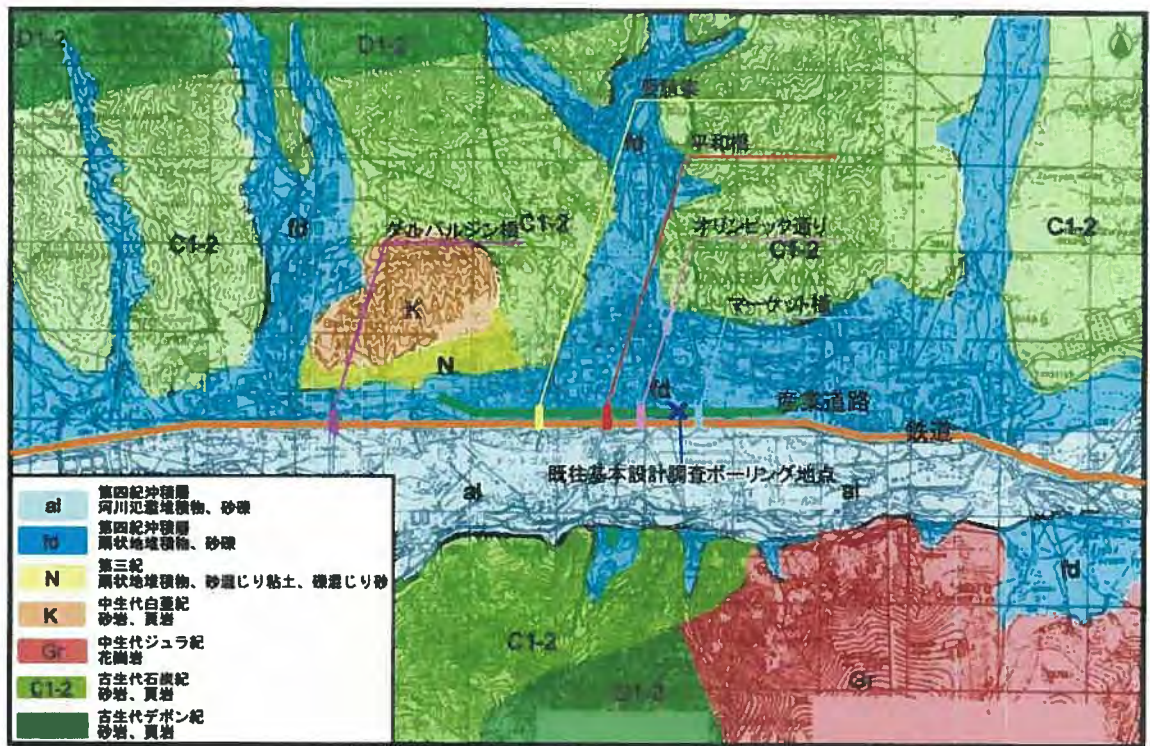 D1-2
D1-2
fd
平和橋
グルバルジン橋
C1-2
オリンピック通り
C1-2
fd
C1-2
C1-2
マーケット橋
K
N
fd
産業道路
鉄道
既往基本設計調査ボーリング地点
al
al
fd
C1-2
D1-2
Gr
al
第四紀沖積層
河川氾濫堆積物、砂礫
fd
第四紀沖積層
扇状地堆積物、砂礫
N
第三紀
扇状地堆積物、砂混じり粘土、礫混じり砂
K
中生代白亜紀
砂岩、頁岩
Gr
中生代ジュラ紀
花崗岩
C1-2
古生代石炭紀
砂岩、頁岩
古生代デボン紀
砂岩、頁岩